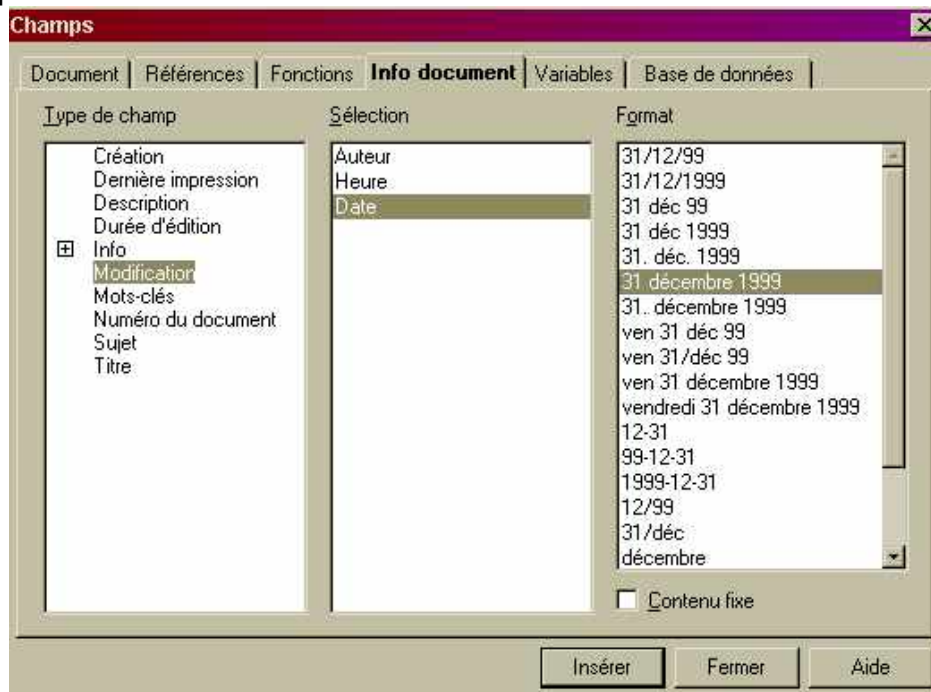 Champs
Document Références Fonctions Info document Variables Base de données
Type de champ
Création
Dernière impression
Description
Durée d'édition
Info
Modification
Mots-clés
Numéro du document
Sujet
Titre
Sélection
Auteur
Heure
Date
Format
31/12/99
31/12/1999
31 déc 99
31 déc 1999
31. déc. 1999
31 décembre 1999
31. décembre 1999
ven 31 déc 99
ven 31/déc 99
ven 31 décembre 1999
vendredi 31 décembre 1999
12-31
99-12-31
1999-12-31
12/99
31/déc
décembre
Contenu fixe
Insérer Fermer Aide